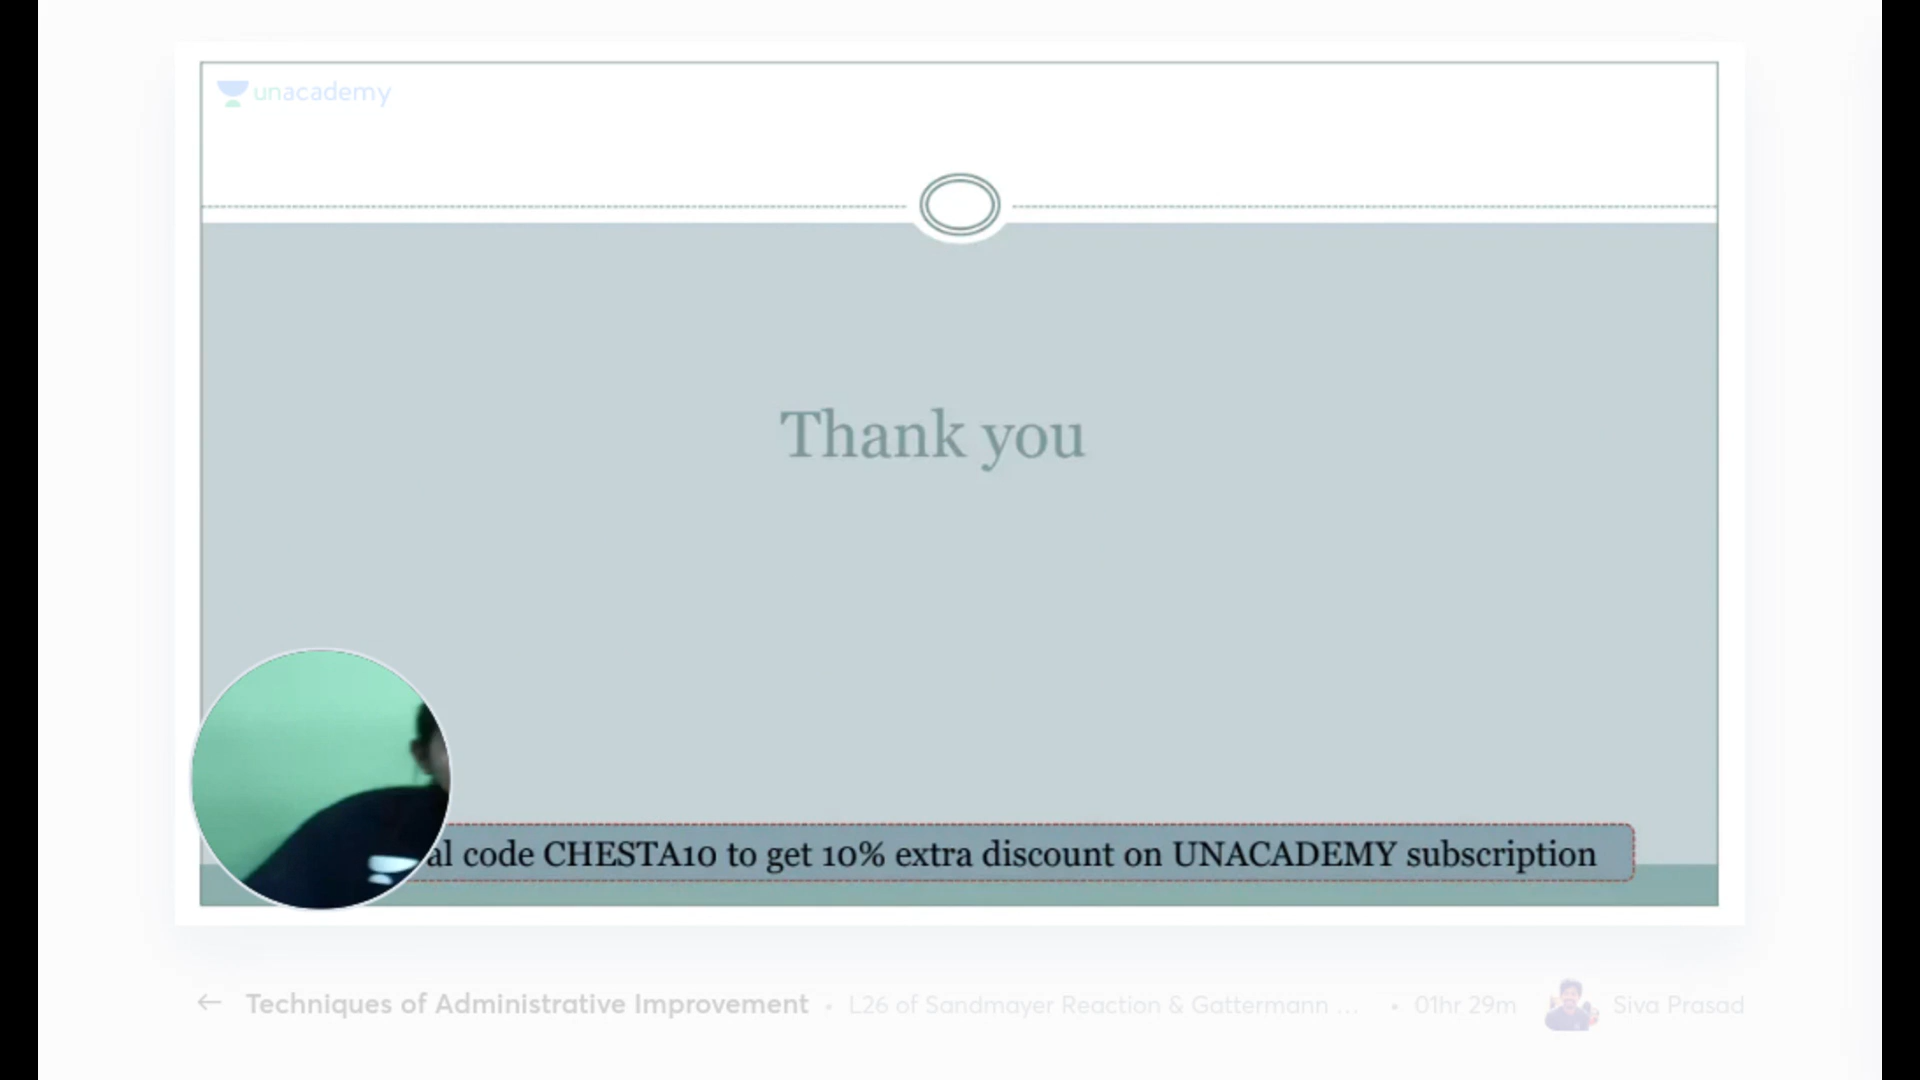 unacademy
Thank you
al code CHESTA10 to get 10% extra discount on UNACADEMY subscription
Techniques of Administrative Improvement • L26 of Sandmayer Reaction & Gattermann ... • 01hr 29m Siva Prasad